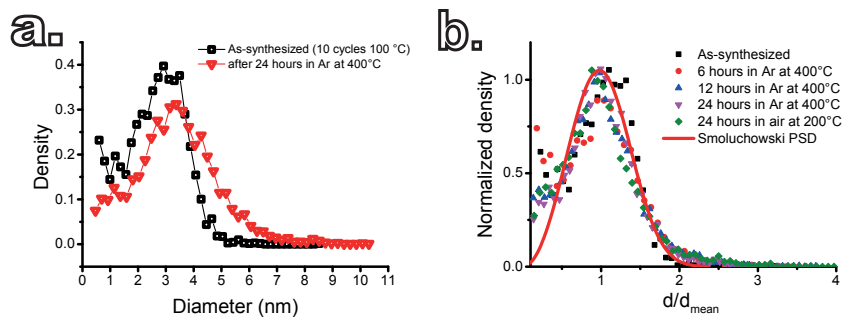 a.
As-synthesized (10 cycles 100 °C)
after 24 hours in Ar at 400°C
0.4
0.3
0.2
0.1
0.0
Density
0 1 2 3 4 5 6 7 8 9 10 11
Diameter (nm)
b.
As-synthesized
6 hours in Ar at 400°C
12 hours in Ar at 400°C
24 hours in Ar at 400°C
24 hours in air at 200°C
Smoluchowski PSD
1.0
0.5
0.0
Normalized density
0 1 2 3 4
d/dmean